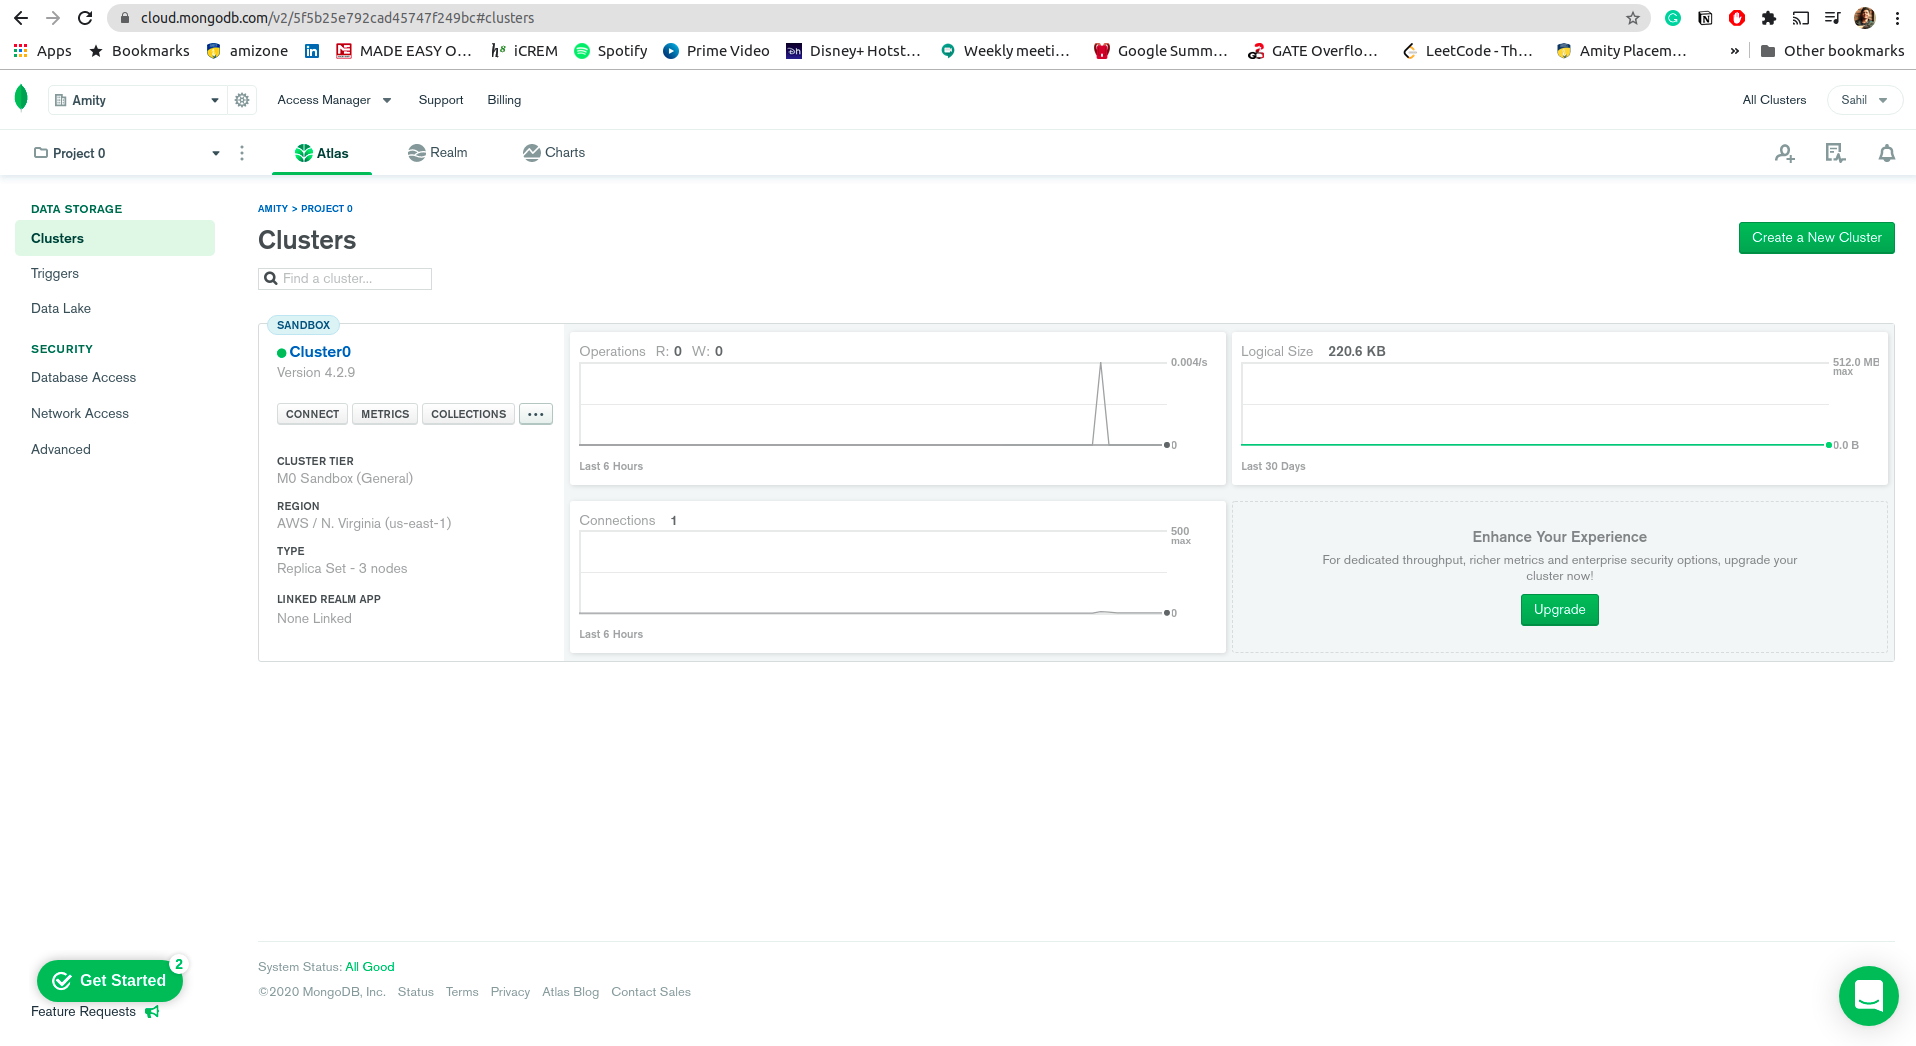 cloud.mongodb.com/v2/5f5b25e792cad45747f249bc#clusters
Apps Bookmarks amizone MADE EASY O... iCREM Spotify Prime Video Disney+ Hotst... Weekly meeti... Google Summ... GATE Overflo... LeetCode - Th... Amity Placem... » Other bookmarks
Amity Access Manager Support Billing All Clusters Sahil
Project 0 Atlas Realm Charts
DATA STORAGE
Clusters
Triggers
Data Lake
SECURITY
Database Access
Network Access
Advanced
AMITY > PROJECT 0
Clusters
Create a New Cluster
Find a cluster...
SANDBOX
Cluster0
Version 4.2.9
CONNECT METRICS COLLECTIONS ...
CLUSTER TIER
M0 Sandbox (General)
REGION
AWS / N. Virginia (us-east-1)
TYPE
Replica Set - 3 nodes
LINKED REALM APP
None Linked
Operations R: 0 W: 0
0.004/s
0
Last 6 Hours
Logical Size 220.6 KB
512.0 MB
max
0.0 B
Last 30 Days
Connections 1
500
max
0
Last 6 Hours
Enhance Your Experience
For dedicated throughput, richer metrics and enterprise security options, upgrade your
cluster now!
Upgrade
Get Started 2
Feature Requests
System Status: All Good
©2020 MongoDB, Inc. Status Terms Privacy Atlas Blog Contact Sales